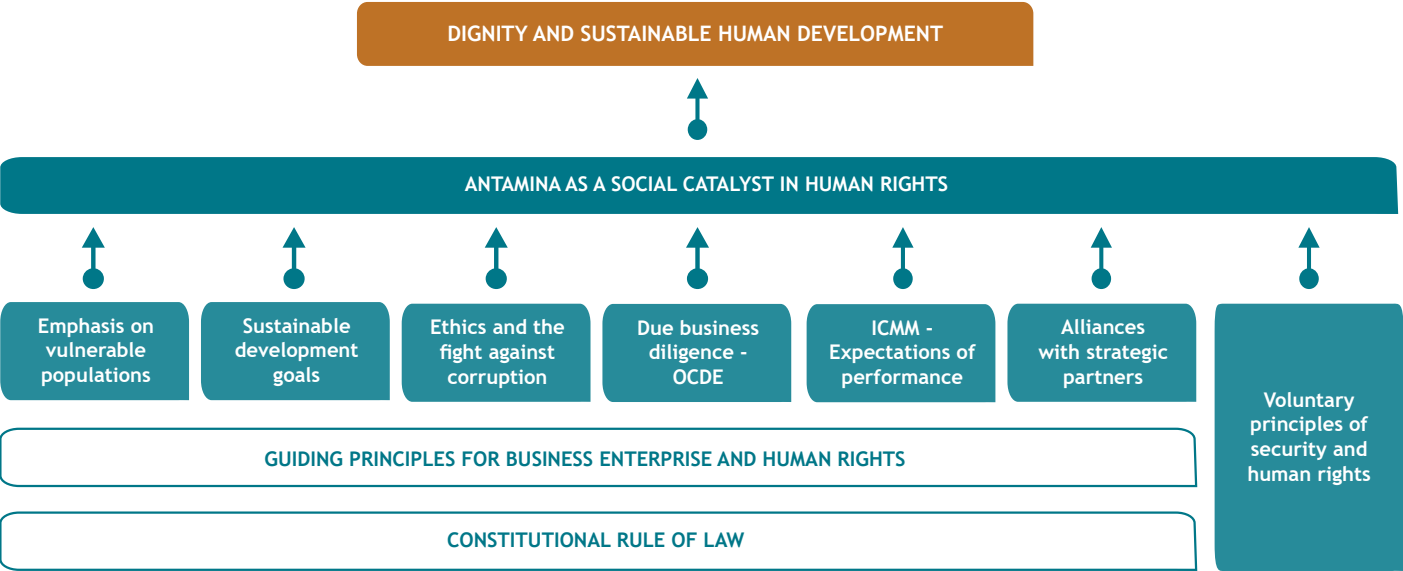 DIGNITY AND SUSTAINABLE HUMAN DEVELOPMENT
ANTAMINA AS A SOCIAL CATALYST IN HUMAN RIGHTS
Emphasis on
vulnerable
populations
Sustainable
development
goals
Ethics and the
fight against
corruption
Due business
diligence -
OCDE
ICMM -
Expectations of
performance
Alliances
with strategic
partners
Voluntary
principles of
security and
human rights
GUIDING PRINCIPLES FOR BUSINESS ENTERPRISE AND HUMAN RIGHTS
CONSTITUTIONAL RULE OF LAW